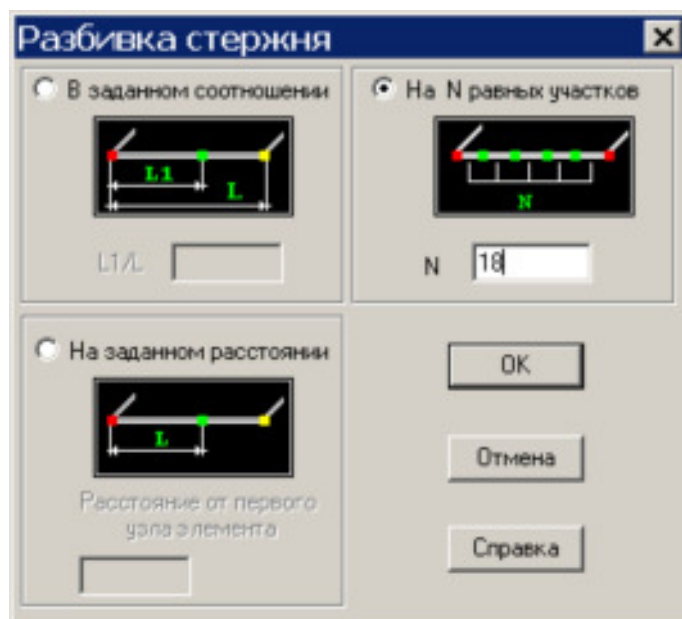 Разбивка стержня
В заданном соотношении
L1
L
L1/L
На N равных участков
N
N 18
На заданном расстоянии
L
Расстояние от первого
узла элемента
OK
Отмена
Справка